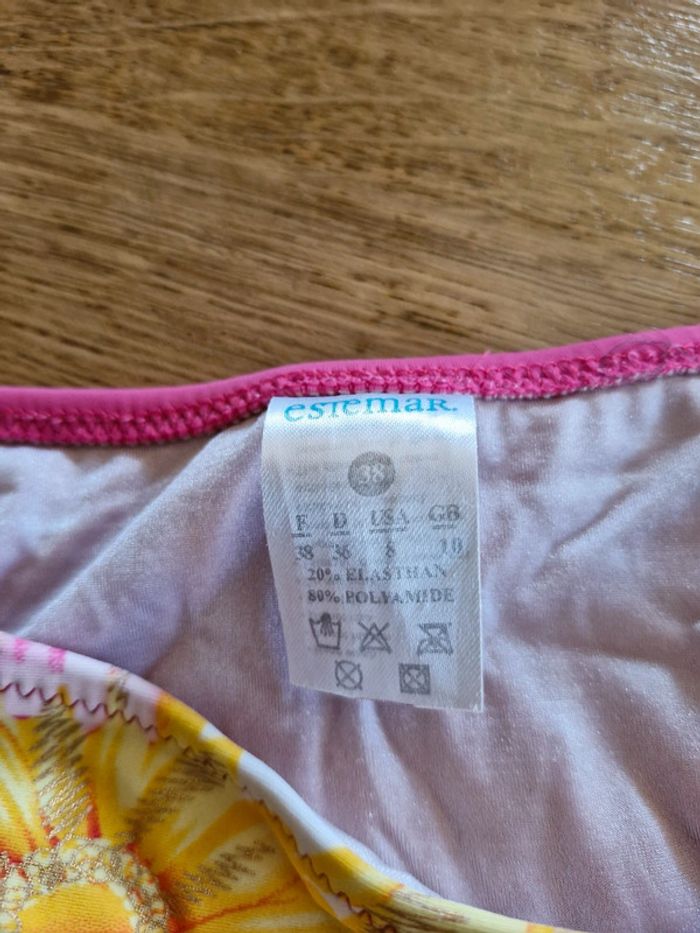 esTemaR.
38
F D USA GB
38 36 8 10
20% ELASTHAN
80% POLYAMIDE